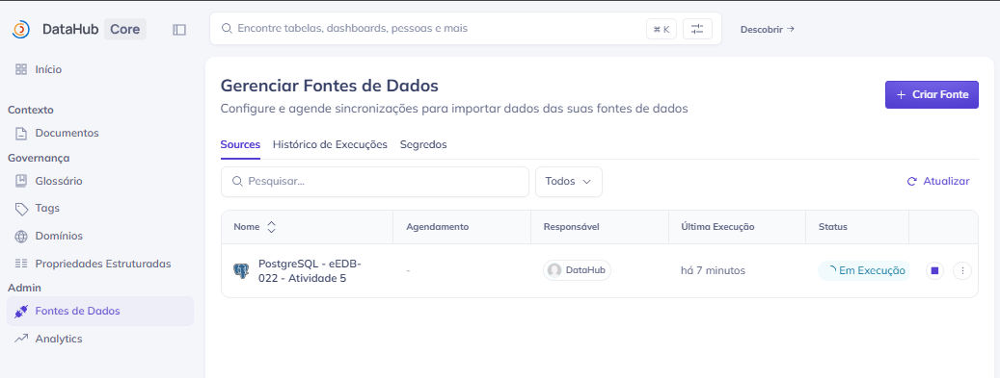 DataHub Core
Encontre tabelas, dashboards, pessoas e mais
⌘ K
Descobrir →
Início
Contexto
Documentos
Governança
Glossário
Tags
Domínios
Propriedades Estruturadas
Admin
Fontes de Dados
Analytics
Gerenciar Fontes de Dados
Configure e agende sincronizações para importar dados das suas fontes de dados
+ Criar Fonte
Sources Histórico de Execuções Segredos
Pesquisar... Todos Atualizar
Nome Agendamento Responsável Última Execução Status
PostgreSQL - eEDB-
022 - Atividade 5
- DataHub há 7 minutos Em Execução